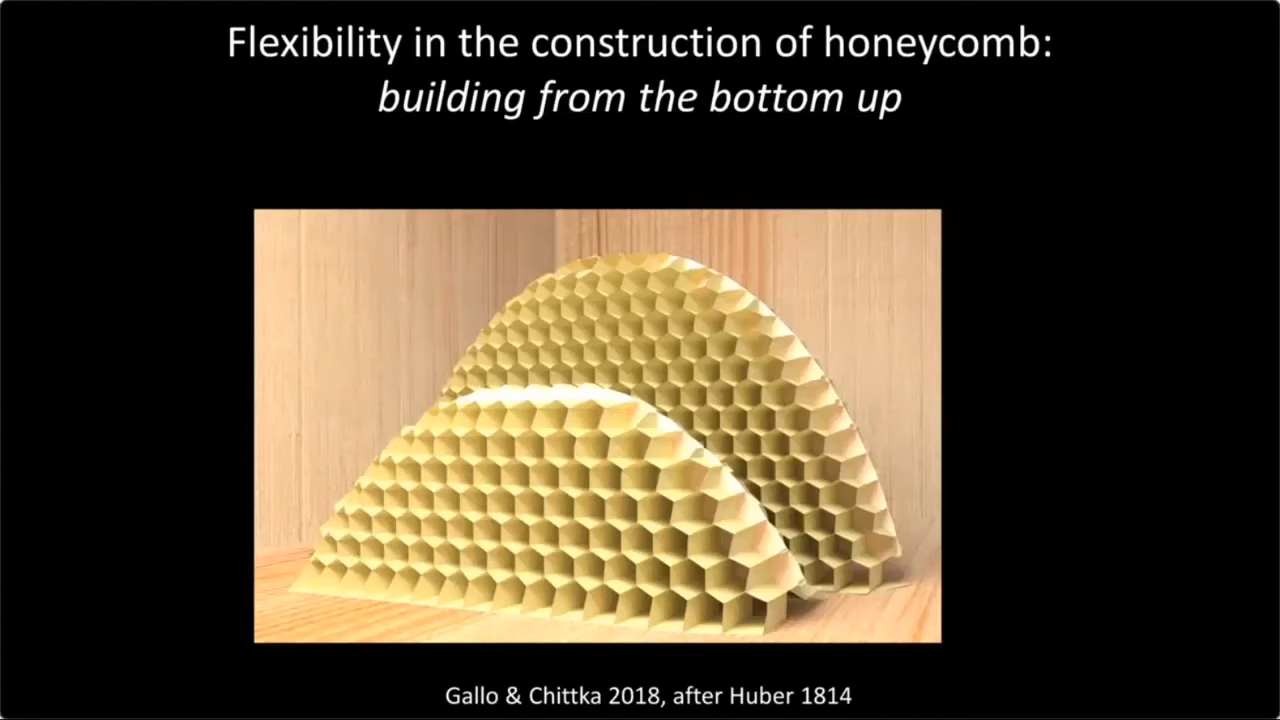 Flexibility in the construction of honeycomb:
building from the bottom up
Gallo & Chittka 2018, after Huber 1814